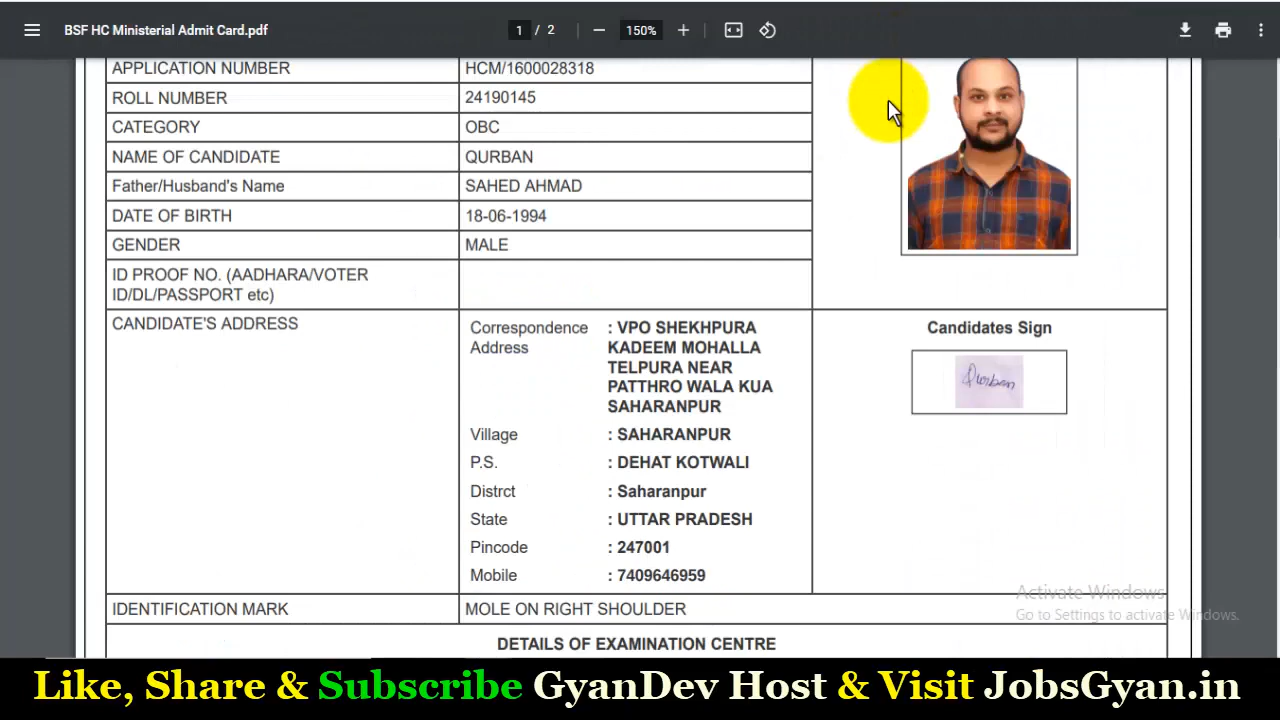 BSF HC Ministerial Admit Card.pdf
1 / 2
150%
APPLICATION NUMBER HCM/1600028318
ROLL NUMBER 24190145
CATEGORY OBC
NAME OF CANDIDATE QURBAN
Father/Husband's Name SAHED AHMAD
DATE OF BIRTH 18-06-1994
GENDER MALE
ID PROOF NO. (AADHARA/VOTER
ID/DL/PASSPORT etc)
CANDIDATE'S ADDRESS
Correspondence : VPO SHEKHPURA
Address KADEEM MOHALLA
TELPURA NEAR
PATTHRO WALA KUA
SAHARANPUR
Village : SAHARANPUR
P.S. : DEHAT KOTWALI
Distrct : Saharanpur
State : UTTAR PRADESH
Pincode : 247001
Mobile : 7409646959
Candidates Sign
Qurban
IDENTIFICATION MARK MOLE ON RIGHT SHOULDER
DETAILS OF EXAMINATION CENTRE
Activate Windows
Go to Settings to activate Windows.
Like, Share & Subscribe GyanDev Host & Visit JobsGyan.in